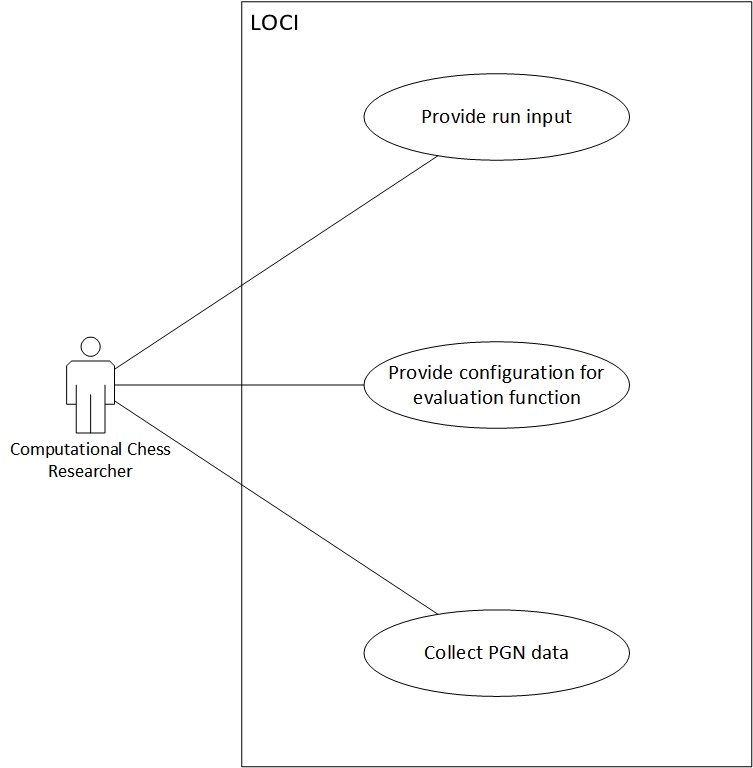 LOCI
Provide run input
Provide configuration for
evaluation function
Computational Chess
Researcher
Collect PGN data